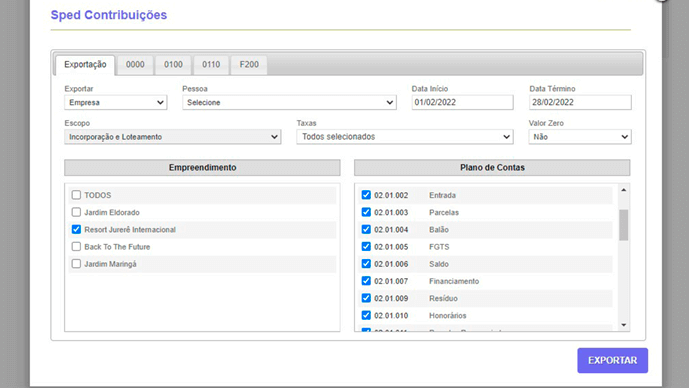 Sped Contribuições
Exportação 0000 0100 0110 F200
Exportar Pessoa Data Início Data Término
Empresa Selecione 01/02/2022 28/02/2022
Escopo Taxas Valor Zero
Incorporação e Loteamento Todos selecionados Não
Empreendimento Plano de Contas
TODOS 02.01.002 Entrada
Jardim Eldorado 02.01.003 Parcelas
Resort Jurerê Internacional 02.01.004 Balão
Back To The Future 02.01.005 FGTS
Jardim Maringá 02.01.006 Saldo
02.01.007 Financiamento
02.01.009 Resíduo
02.01.010 Honorários
EXPORTAR